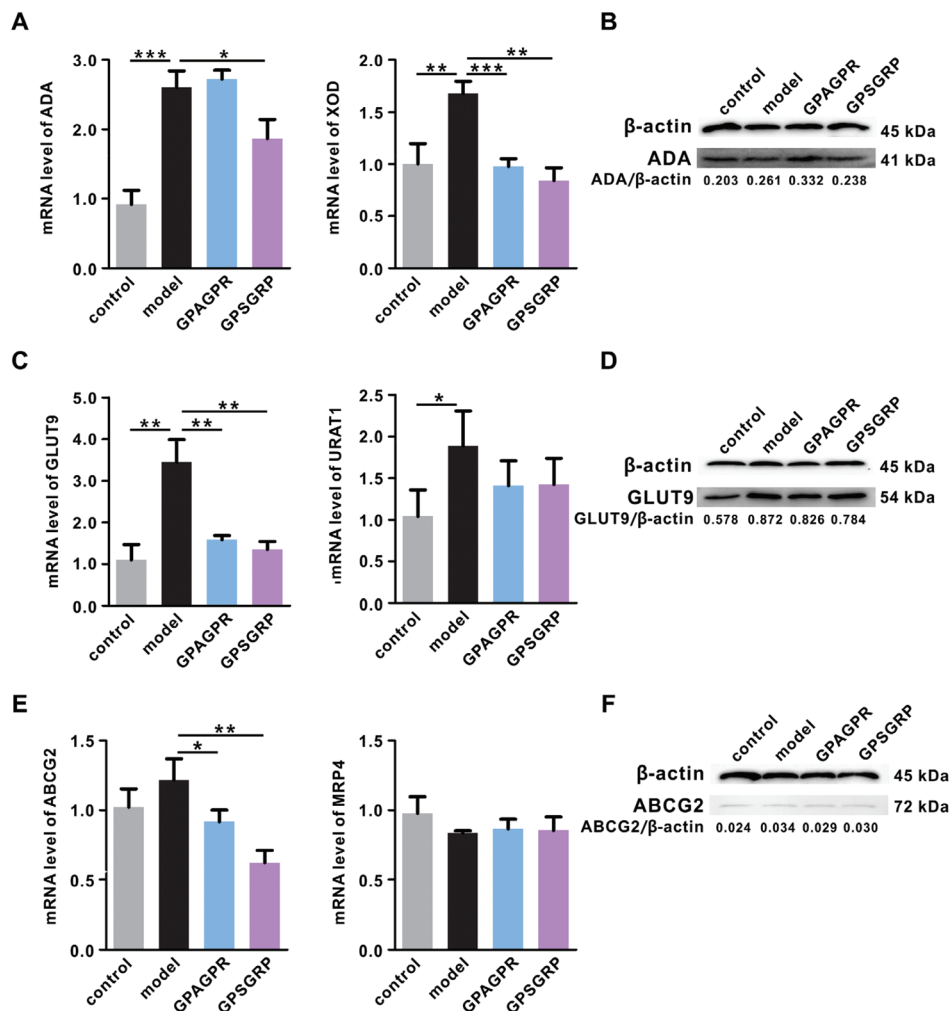 A
mRNA level of ADA
3.0
2.0
1.0
0.0
***
*
control
model
GPAGPR
GPSGRP
mRNA level of XOD
2.0
1.5
1.0
0.5
0.0
**
***
**
control
model
GPAGPR
GPSGRP
B
control
model
GPAGPR
GPSGRP
β-actin
45 kDa
ADA
41 kDa
ADA/β-actin 0.203 0.261 0.332 0.238
C
mRNA level of GLUT9
5.0
4.0
3.0
2.0
1.0
0.0
**
**
**
control
model
GPAGPR
GPSGRP
mRNA level of URAT1
2.5
2.0
1.5
1.0
0.5
0.0
*
control
model
GPAGPR
GPSGRP
D
control
model
GPAGPR
GPSGRP
β-actin
45 kDa
GLUT9
54 kDa
GLUT9/β-actin 0.578 0.872 0.826 0.784
E
mRNA level of ABCG2
1.5
1.0
0.5
0.0
*
**
control
model
GPAGPR
GPSGRP
mRNA level of MRP4
1.5
1.0
0.5
0.0
control
model
GPAGPR
GPSGRP
F
control
model
GPAGPR
GPSGRP
β-actin
45 kDa
ABCG2
72 kDa
ABCG2/β-actin 0.024 0.034 0.029 0.030